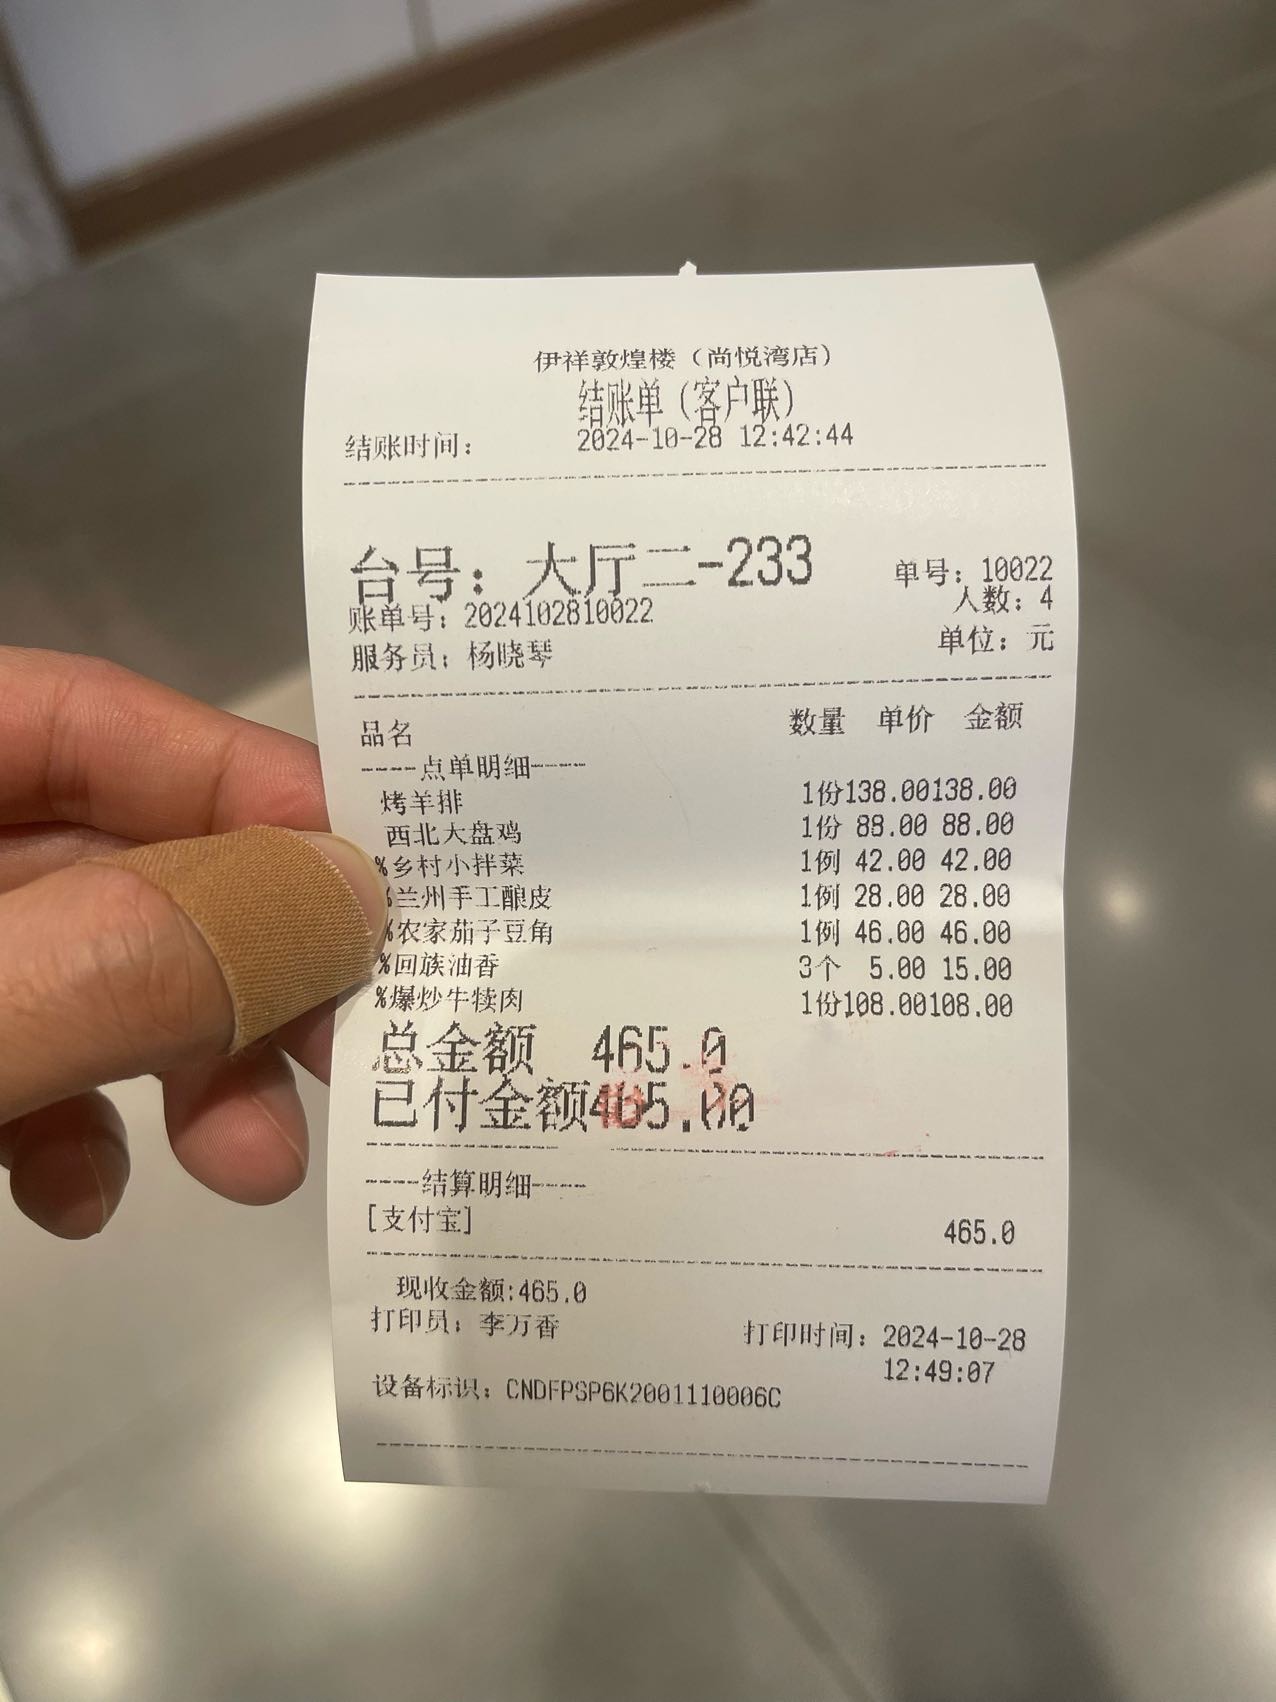 伊祥敦煌楼（尚悦湾店）
结账单（客户联）
结账时间： 2024-10-28 12:42:44
台号：大厅二-233 单号：10022
人数：4
账单号：2024102810022
服务员：杨晓琴 单位：元
品名 数量 单价 金额
----点单明细----
烤羊排 1份138.00138.00
西北大盘鸡 1份 88.00 88.00
%乡村小拌菜 1例 42.00 42.00
%兰州手工酿皮 1例 28.00 28.00
%农家茄子豆角 1例 46.00 46.00
%回族油香 3个 5.00 15.00
%爆炒牛犊肉 1份108.00108.00
总金额 465.0
已付金额465.00
----结算明细----
[支付宝] 465.0
现收金额:465.0
打印员：李万香 打印时间：2024-10-28
12:49:07
设备标识：CNDFPSP6K2001110006C